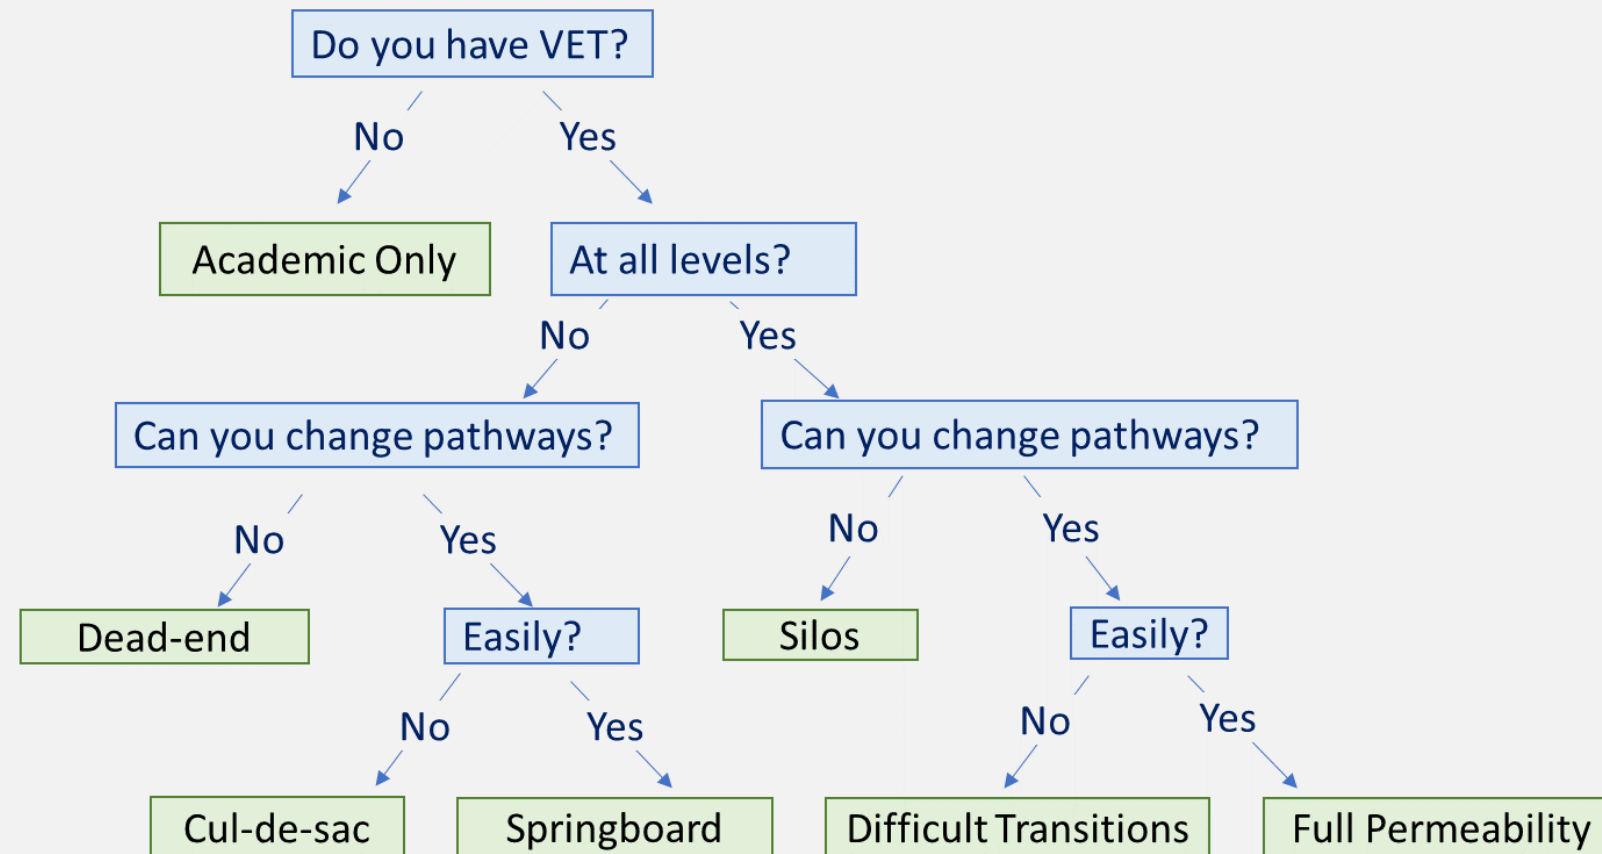 Do you have VET?
No
Yes
Academic Only
At all levels?
No
Yes
Can you change pathways?
Can you change pathways?
No
Yes
No
Yes
Dead-end
Easily?
Silos
Easily?
No
Yes
No
Yes
Cul-de-sac
Springboard
Difficult Transitions
Full Permeability